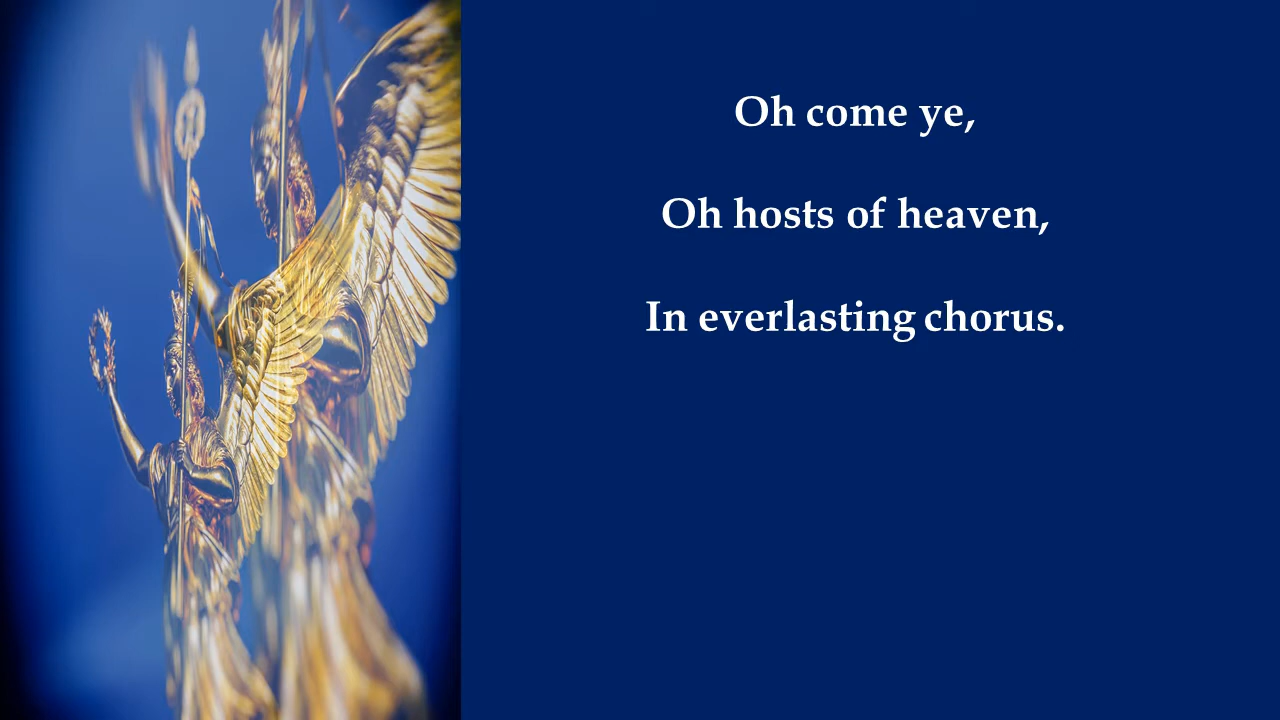 Oh come ye,
Oh hosts of heaven,
In everlasting chorus.